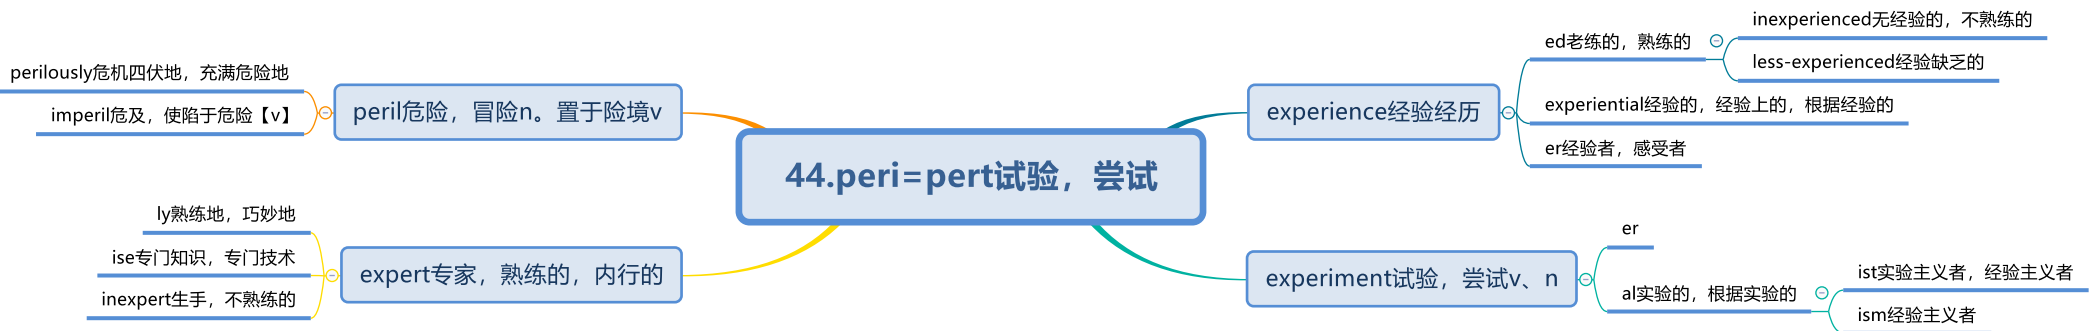 44.peri=pert试验，尝试
experience经验经历
ed老练的，熟练的
inexperienced无经验的，不熟练的
less-experienced经验缺乏的
experiential经验的，经验上的，根据经验的
er经验者，感受者
experiment试验，尝试v、n
er
al实验的，根据实验的
ist实验主义者，经验主义者
ism经验主义者
peril危险，冒险n。置于险境v
perilously危机四伏地，充满危险地
imperil危及，使陷于危险【v】
expert专家，熟练的，内行的
ly熟练地，巧妙地
ise专门知识，专门技术
inexpert生手，不熟练的